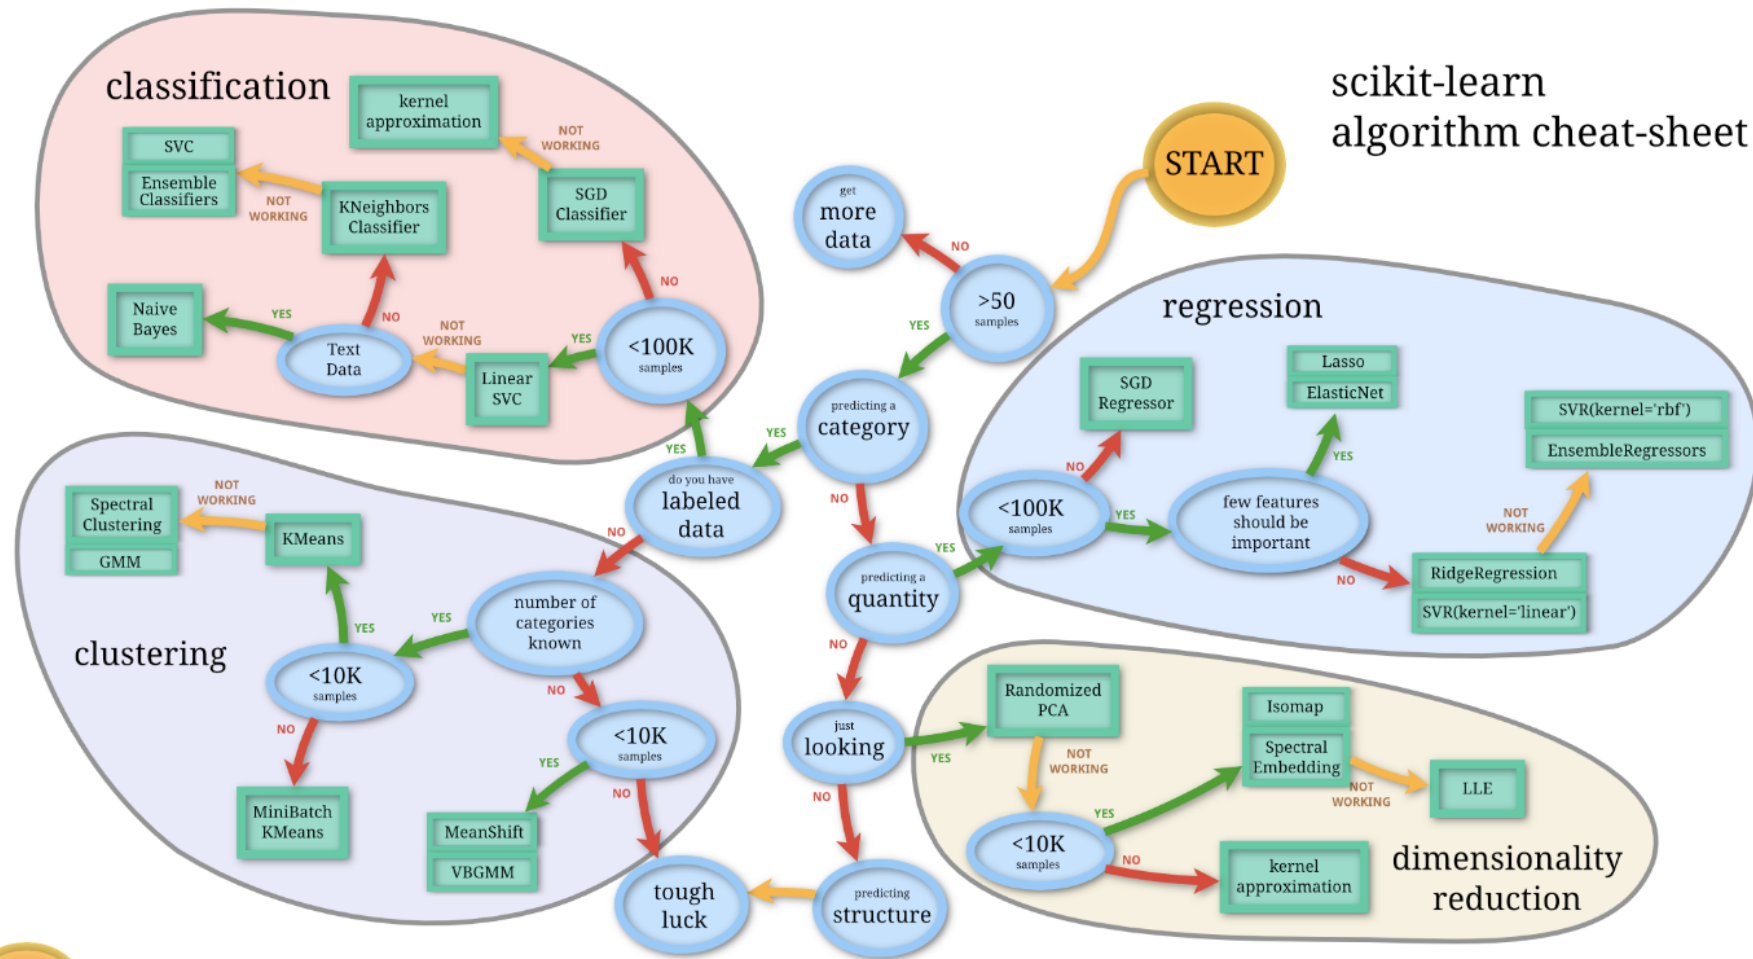 scikit-learn
algorithm cheat-sheet
START
classification
kernel
approximation
NOT
WORKING
SVC
Ensemble
Classifiers
NOT
WORKING
KNeighbors
Classifier
SGD
Classifier
NO
Naive
Bayes
YES
NO
Text
Data
NOT
WORKING
Linear
SVC
YES
<100K
samples
get
more
data
NO
>50
samples
YES
predicting a
category
YES
NO
do you have
labeled
data
YES
NO
predicting a
quantity
YES
NO
just
looking
YES
NO
predicting
structure
tough
luck
regression
SGD
Regressor
Lasso
ElasticNet
SVR(kernel='rbf')
EnsembleRegressors
NO
YES
<100K
samples
YES
few features
should be
important
NOT
WORKING
NO
RidgeRegression
SVR(kernel='linear')
clustering
Spectral
Clustering
GMM
NOT
WORKING
KMeans
number of
categories
known
YES
YES
<10K
samples
NO
NO
<10K
samples
YES
NO
MiniBatch
KMeans
MeanShift
VBGMM
Randomized
PCA
NOT
WORKING
Isomap
Spectral
Embedding
NOT
WORKING
LLE
YES
<10K
samples
NO
kernel
approximation
dimensionality
reduction